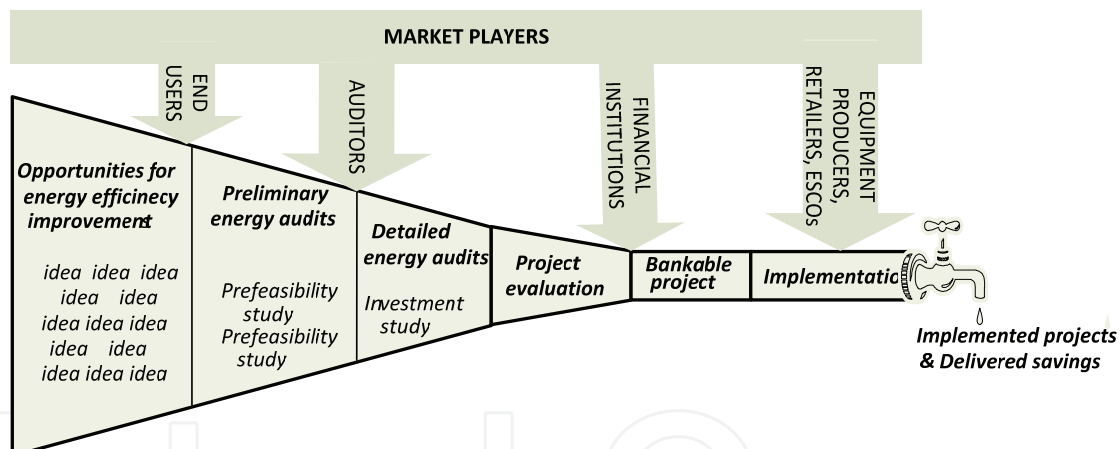 MARKET PLAYERS
END
USERS
AUDITORS
FINANCIAL
INSTITUTIONS
EQUIPMENT
PRODUCERS,
RETAILERS, ESCOs
Opportunities for
energy efficinecy
improvement
idea idea idea
idea idea
idea idea idea
idea idea
idea idea idea
Preliminary
energy audits
Prefeasibility
study
Prefeasibility
study
Detailed
energy audits
Investment
study
Project
evaluation
Bankable
project
Implementatio
Implemented projects
& Delivered savings